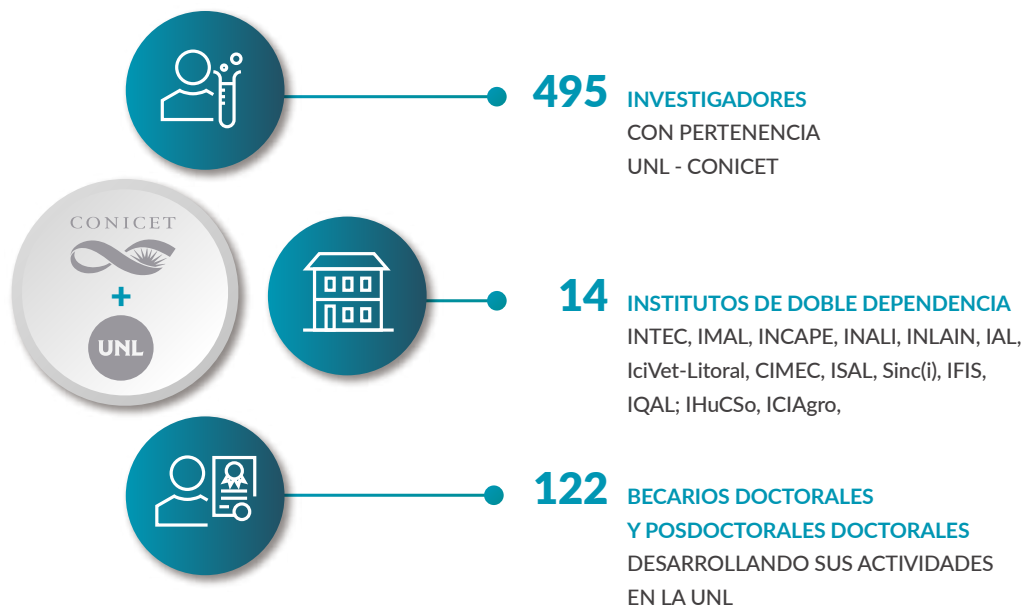 495 INVESTIGADORES
CON PERTENENCIA
UNL - CONICET
CONICET
+
UNL
14 INSTITUTOS DE DOBLE DEPENDENCIA
INTEC, IMAL, INCAPE, INALI, INLAIN, IAL,
IciVet-Litoral, CIMEC, ISAL, Sinc(i), IFIS,
IQAL; IHuCSo, ICIAgro,
122 BECARIOS DOCTORALES
Y POSDOCTORALES DOCTORALES
DESARROLLANDO SUS ACTIVIDADES
EN LA UNL